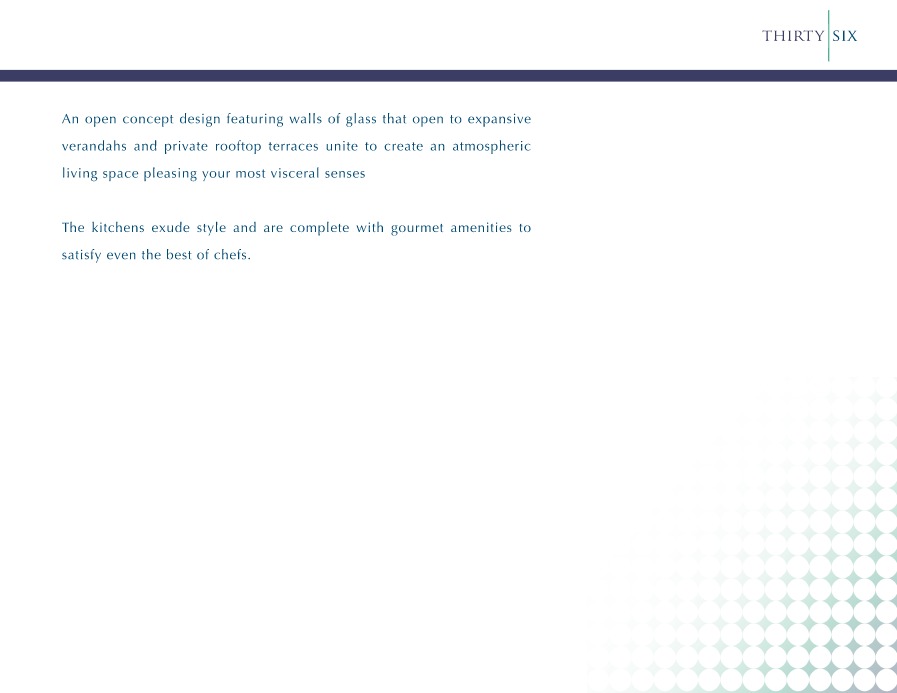 THIRTY SIX
An open concept design featuring walls of glass that open to expansive
verandahs and private rooftop terraces unite to create an atmospheric
living space pleasing your most visceral senses
The kitchens exude style and are complete with gourmet amenities to
satisfy even the best of chefs.